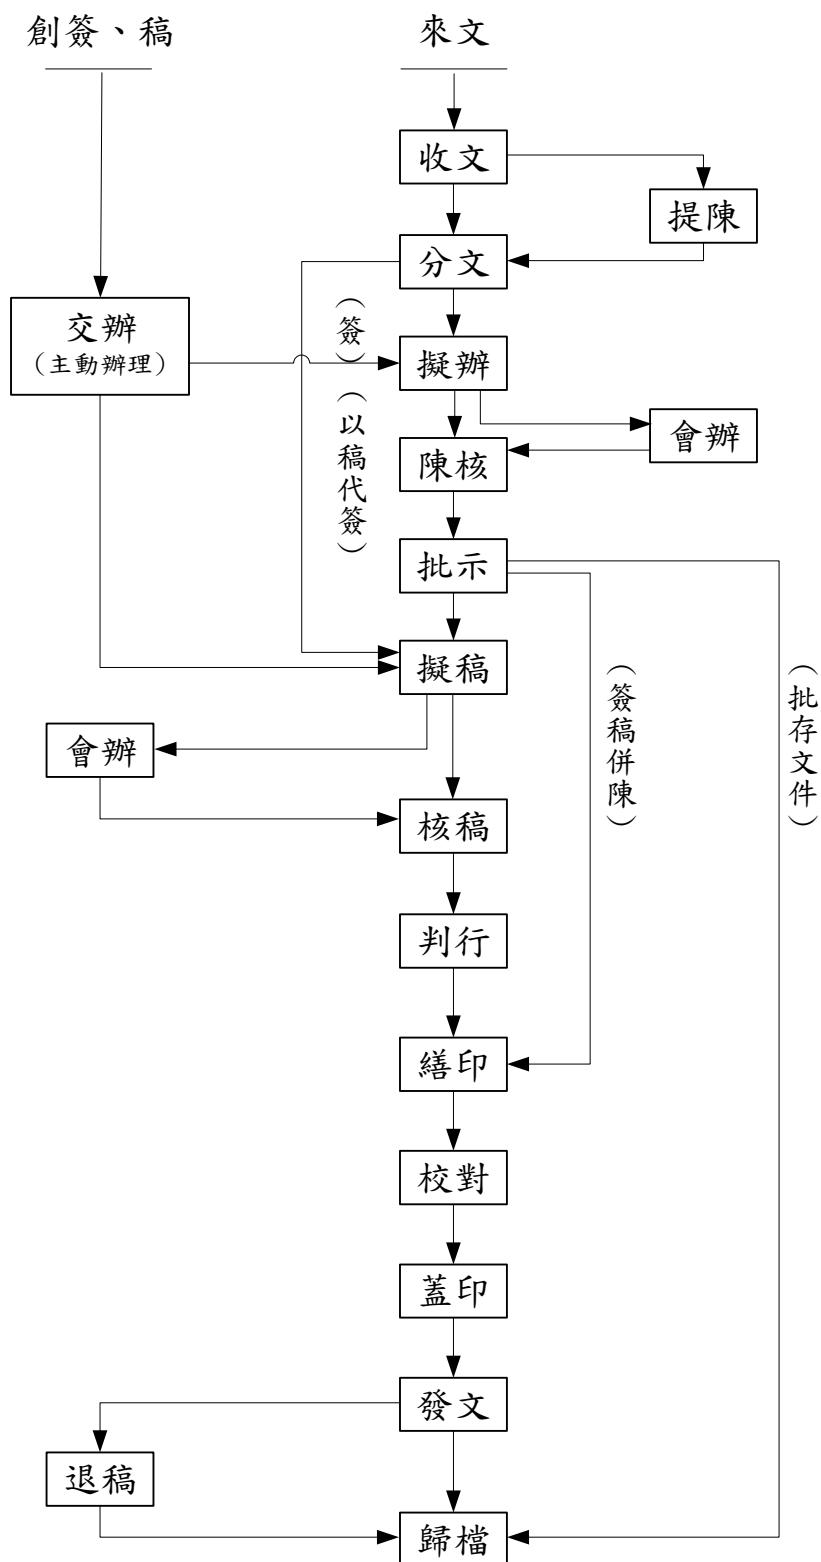 創簽、稿
來文
收文
提陳
分文
交辦
（主動辦理）
（簽）
擬辦
（以稿代簽）
會辦
陳核
批示
擬稿
（簽稿併陳）
（批存文件）
會辦
核稿
判行
繕印
校對
蓋印
發文
退稿
歸檔